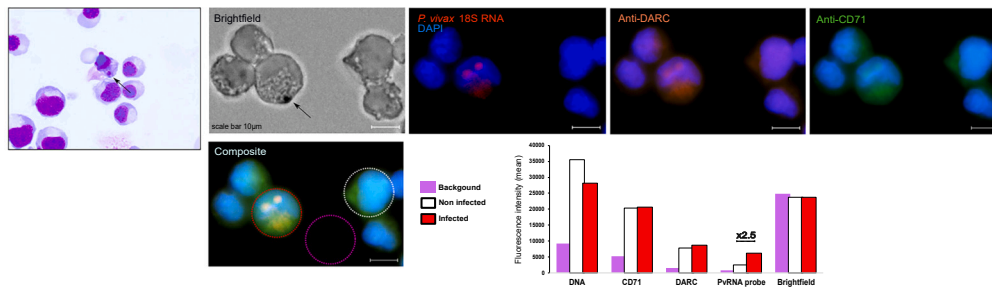 Brightfield
scale bar 10µm
P. vivax 18S RNA
DAPI
Anti-DARC
Anti-CD71
Composite
Backgound
Non infected
Infected
Fluorescence intensity (mean)
40000
35000
30000
25000
20000
15000
10000
5000
0
x2.5
DNA
CD71
DARC
PvRNA probe
Brightfield